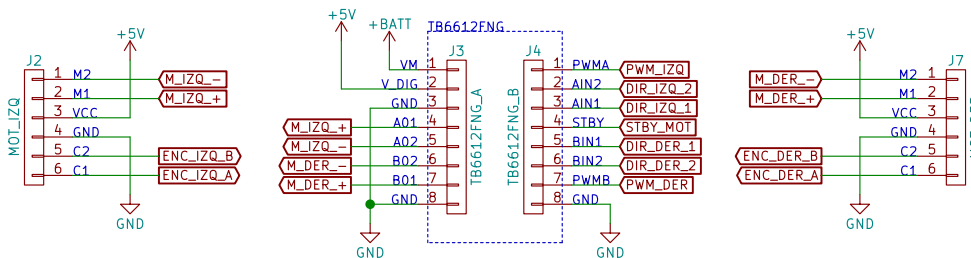 J2
MOT_IZQ
+5V
1 M2 M_IZQ_-
2 M1 M_IZQ_+
3 VCC
4 GND
5 C2 ENC_IZQ_B
6 C1 ENC_IZQ_A
GND
+5V
+BATT
TB6612FNG
J3
TB6612FNG_A
VM 1
V_DIG 2
GND 3
M_IZQ_+ AO1 4
M_IZQ_- AO2 5
M_DER_- BO2 6
M_DER_+ BO1 7
GND 8
GND
J4
TB6612FNG_B
1 PWMA PWM_IZQ
2 AIN2 DIR_IZQ_2
3 AIN1 DIR_IZQ_1
4 STBY STBY_MOT
5 BIN1 DIR_DER_1
6 BIN2 DIR_DER_2
7 PWMB PWM_DER
8 GND
GND
+5V
J7
M_DER_- M2 1
M_DER_+ M1 2
VCC 3
GND 4
ENC_DER_B C2 5
ENC_DER_A C1 6
GND